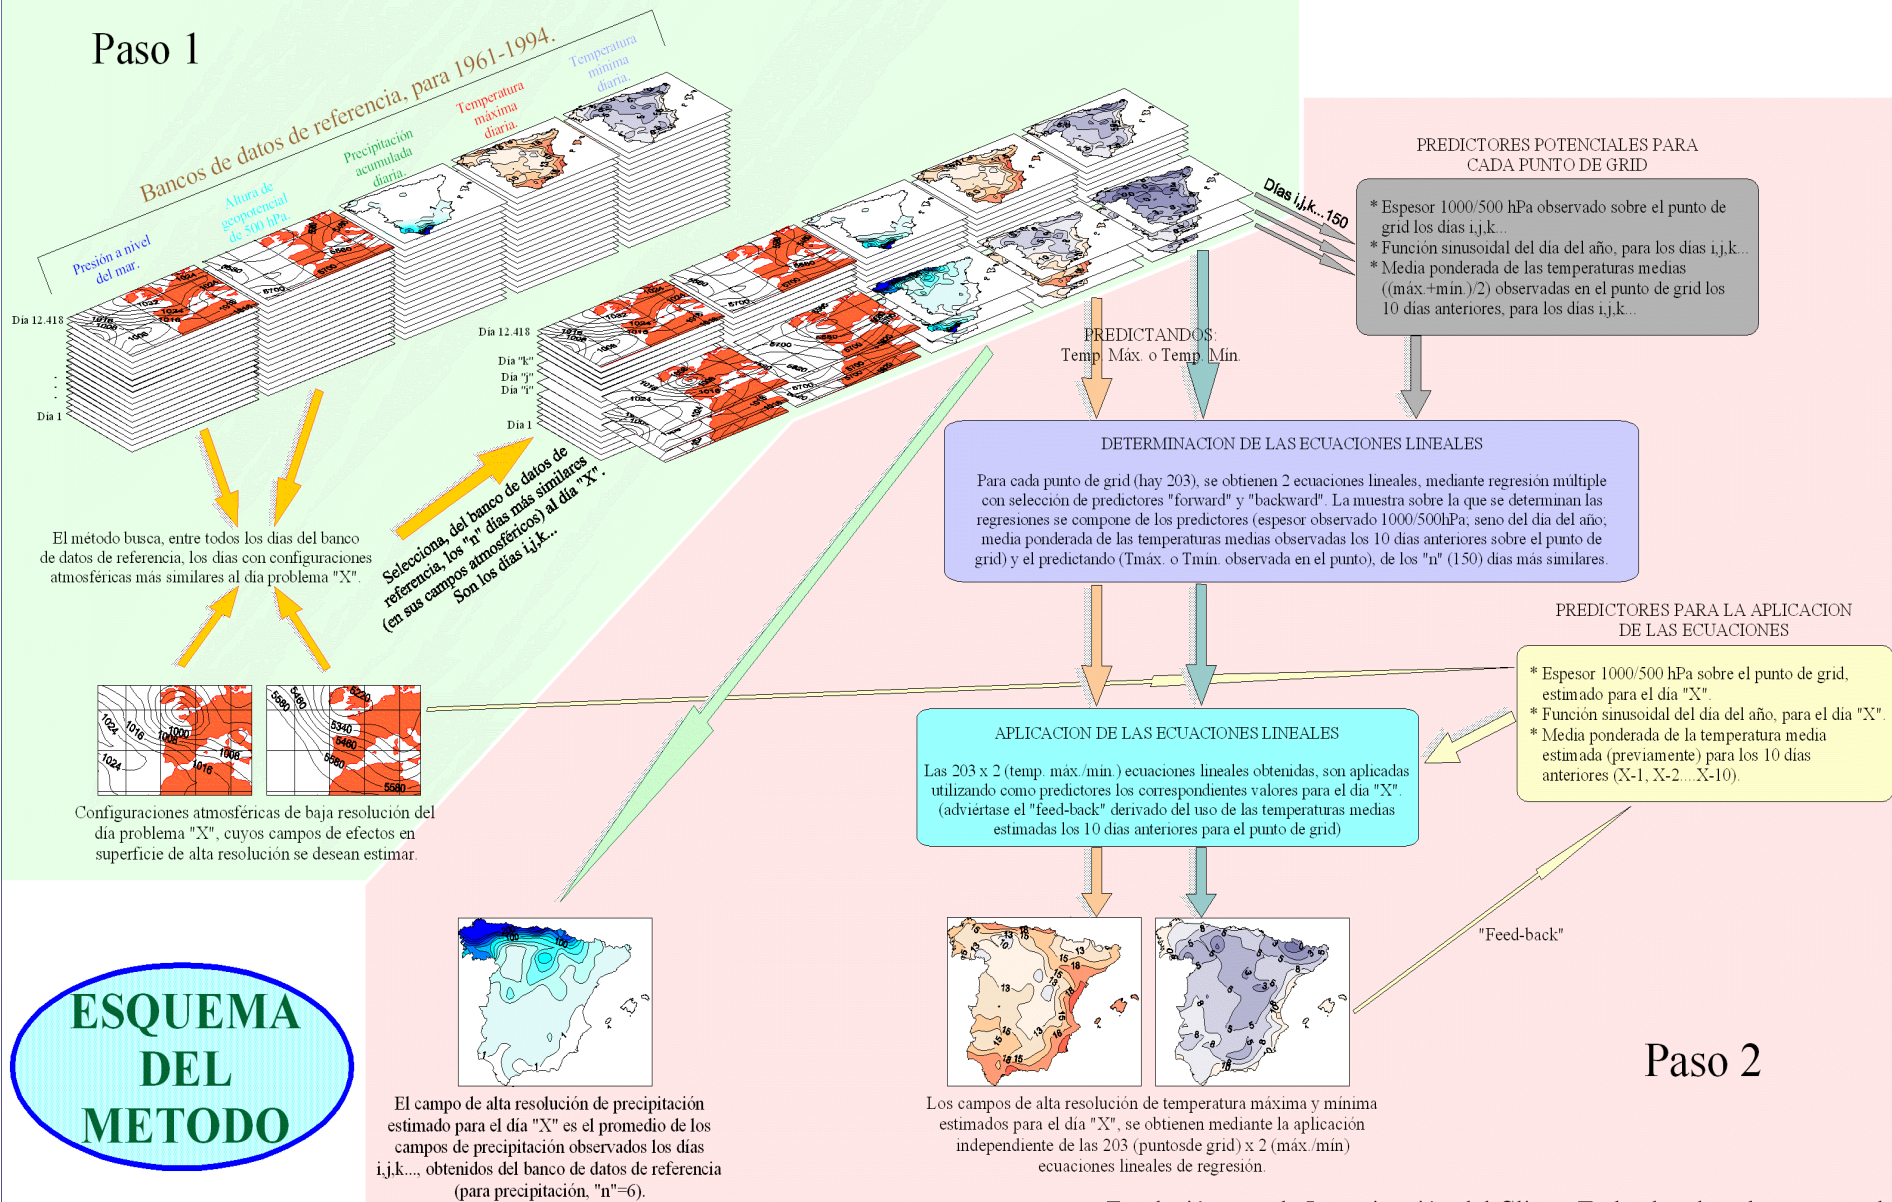 Paso 1
Bancos de datos de referencia, para 1961-1994.
Presión a nivel
del mar.
Altura de
geopotencial
de 500 hPa.
Precipitación
acumulada
diaria.
Temperatura
máxima
diaria.
Temperatura
mínima
diaria.
Día 12.418
Día 1
Día 12.418
Día "k"
Día "j"
Día "i"
Día 1
El método busca, entre todos los días del banco
de datos de referencia, los días con configuraciones
atmosféricas más similares al día problema "X".
Selecciona, del banco de datos de
referencia, los "n" días más similares
(en sus campos atmosféricos) al día "X".
Son los días i,j,k...
Configuraciones atmosféricas de baja resolución del
día problema "X", cuyos campos de efectos en
superficie de alta resolución se desean estimar.
Días i,j,k...150
PREDICTORES POTENCIALES PARA
CADA PUNTO DE GRID
* Espesor 1000/500 hPa observado sobre el punto de
grid los días i,j,k...
* Función sinusoidal del día del año, para los días i,j,k...
* Media ponderada de las temperaturas medias
((máx.+mín.)/2) observadas en el punto de grid los
10 días anteriores, para los días i,j,k...
PREDICTANDOS:
Temp. Máx. o Temp. Mín.
DETERMINACION DE LAS ECUACIONES LINEALES
Para cada punto de grid (hay 203), se obtienen 2 ecuaciones lineales, mediante regresión múltiple
con selección de predictores "forward" y "backward". La muestra sobre la que se determinan las
regresiones se compone de los predictores (espesor observado 1000/500hPa; seno del día del año;
media ponderada de las temperaturas medias observadas los 10 días anteriores sobre el punto de
grid) y el predictando (Tmáx. o Tmín. observada en el punto), de los "n" (150) días más similares.
PREDICTORES PARA LA APLICACION
DE LAS ECUACIONES
* Espesor 1000/500 hPa sobre el punto de grid,
estimado para el día "X".
* Función sinusoidal del día del año, para el día "X".
* Media ponderada de la temperatura media
estimada (previamente) para los 10 días
anteriores (X-1, X-2....X-10).
APLICACION DE LAS ECUACIONES LINEALES
Las 203 x 2 (temp. máx./mín.) ecuaciones lineales obtenidas, son aplicadas
utilizando como predictores los correspondientes valores para el día "X".
(adviértase el "feed-back" derivado del uso de las temperaturas medias
estimadas los 10 días anteriores para el punto de grid)
"Feed-back"
ESQUEMA
DEL
METODO
El campo de alta resolución de precipitación
estimado para el día "X" es el promedio de los
campos de precipitación observados los días
i,j,k..., obtenidos del banco de datos de referencia
(para precipitación, "n"=6).
Los campos de alta resolución de temperatura máxima y mínima
estimados para el día "X", se obtienen mediante la aplicación
independiente de las 203 (puntosde grid) x 2 (máx./mín)
ecuaciones lineales de regresión.
Paso 2